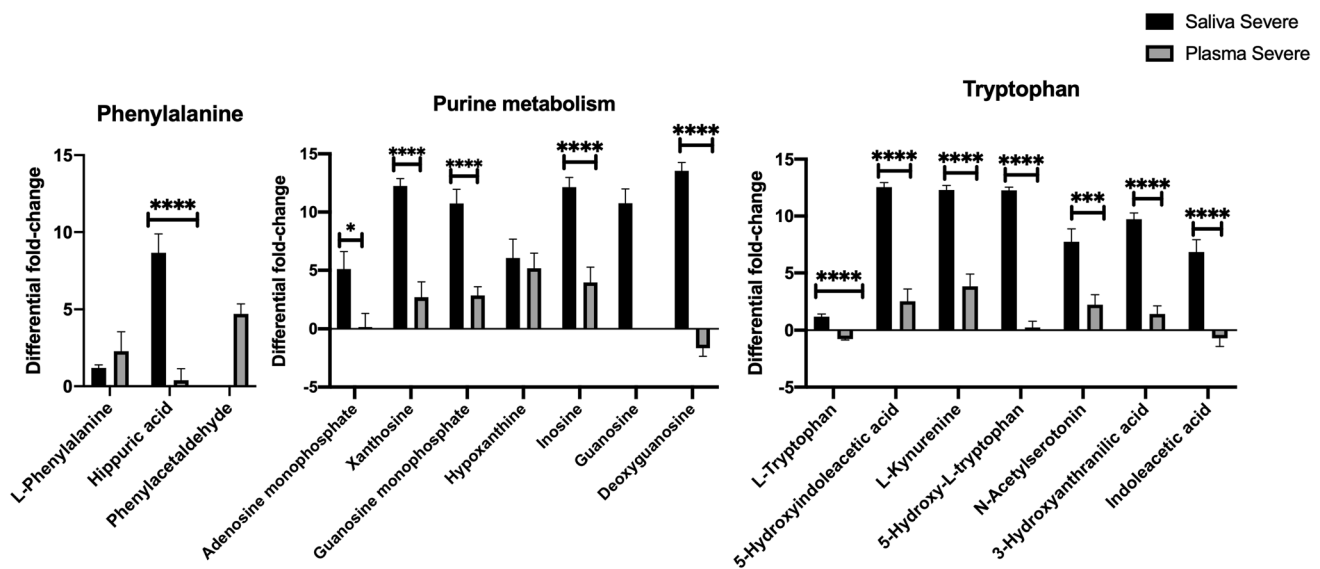 Saliva Severe
Plasma Severe
Phenylalanine
Differential fold-change
15
10
5
0
****
L-Phenylalanine
Hippuric acid
Phenylacetaldehyde
Purine metabolism
Differential fold-change
15
10
5
0
-5
*
****
****
****
****
Adenosine monophosphate
Xanthosine
Guanosine monophosphate
Hypoxanthine
Inosine
Guanosine
Deoxyguanosine
Tryptophan
Differential fold-change
15
10
5
0
-5
****
****
****
****
***
****
****
L-Tryptophan
5-Hydroxyindoleacetic acid
L-Kynurenine
5-Hydroxy-L-tryptophan
N-Acetylserotonin
3-Hydroxyanthranilic acid
Indoleacetic acid